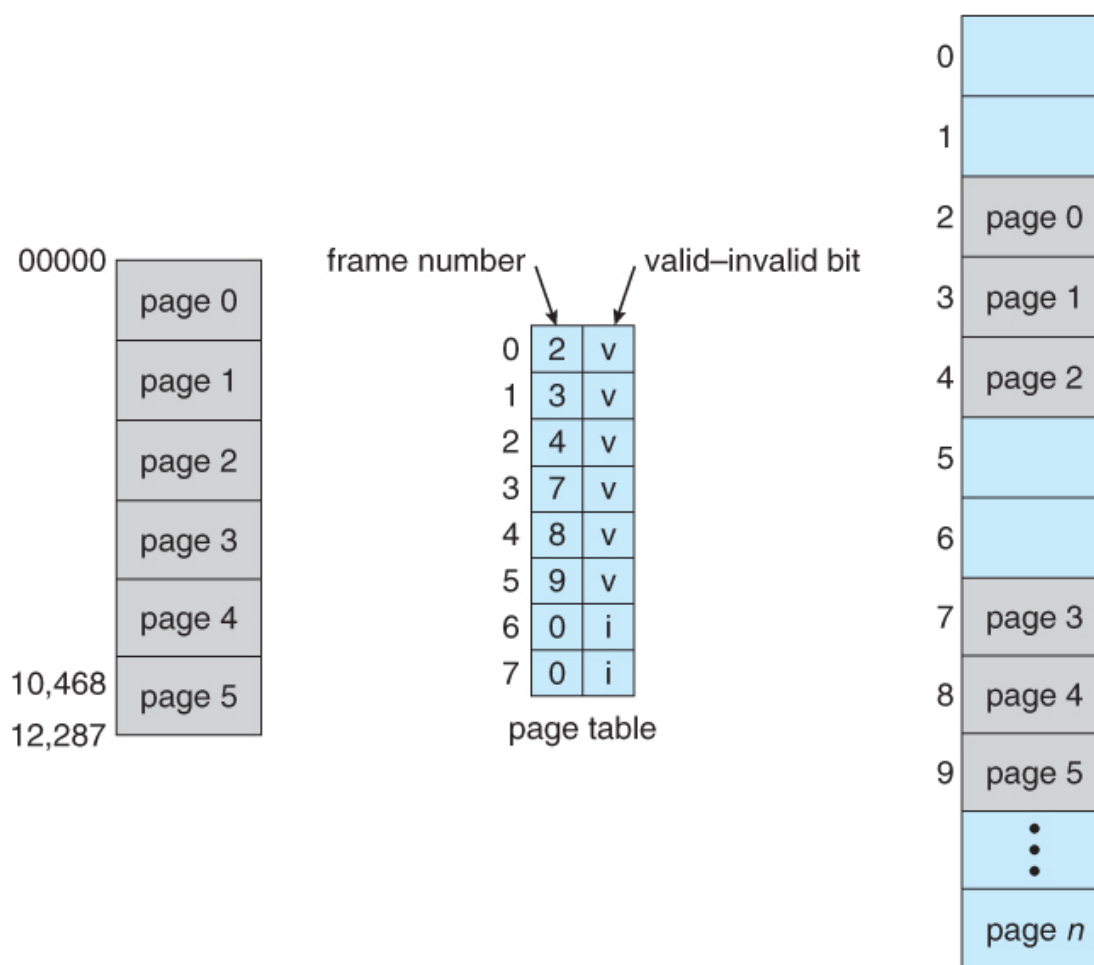 00000
page 0
page 1
page 2
page 3
page 4
10,468
page 5
12,287
frame number
valid–invalid bit
0 2 v
1 3 v
2 4 v
3 7 v
4 8 v
5 9 v
6 0 i
7 0 i
page table
0
1
2 page 0
3 page 1
4 page 2
5
6
7 page 3
8 page 4
9 page 5
page n